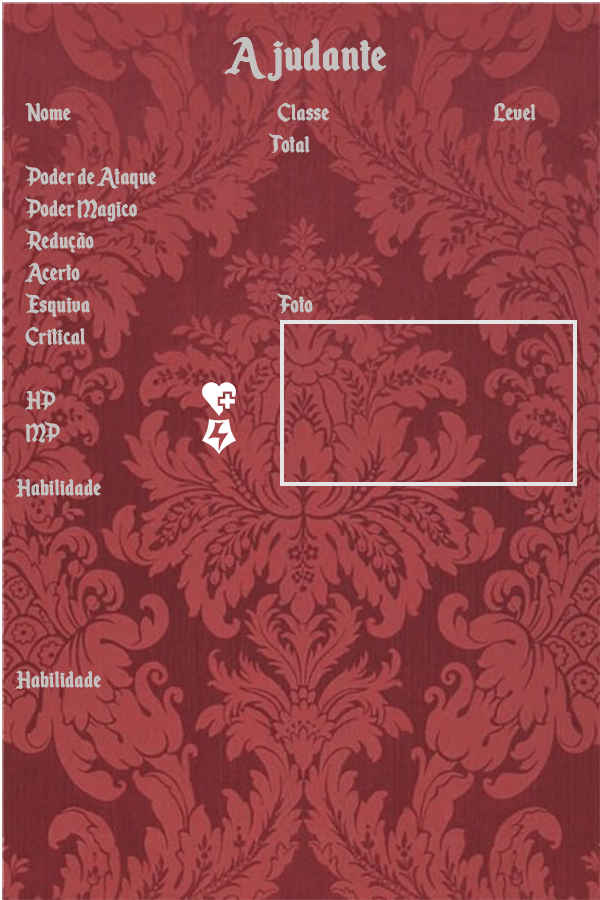 Ajudante
Nome Classe Level
Total
Poder de Ataque
Poder Magico
Redução
Acerto
Esquiva Foto
Critical
HP
MP
Habilidade
Habilidade